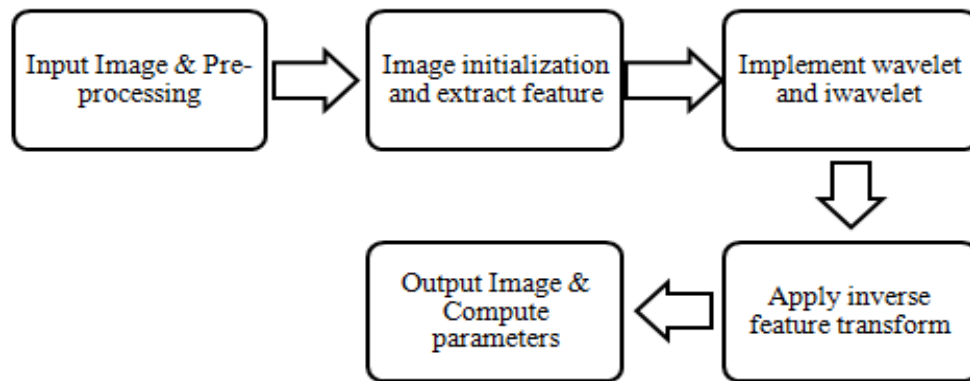 Input Image & Pre-
processing
Image initialization
and extract feature
Implement wavelet
and iwavelet
Apply inverse
feature transform
Output Image &
Compute
parameters